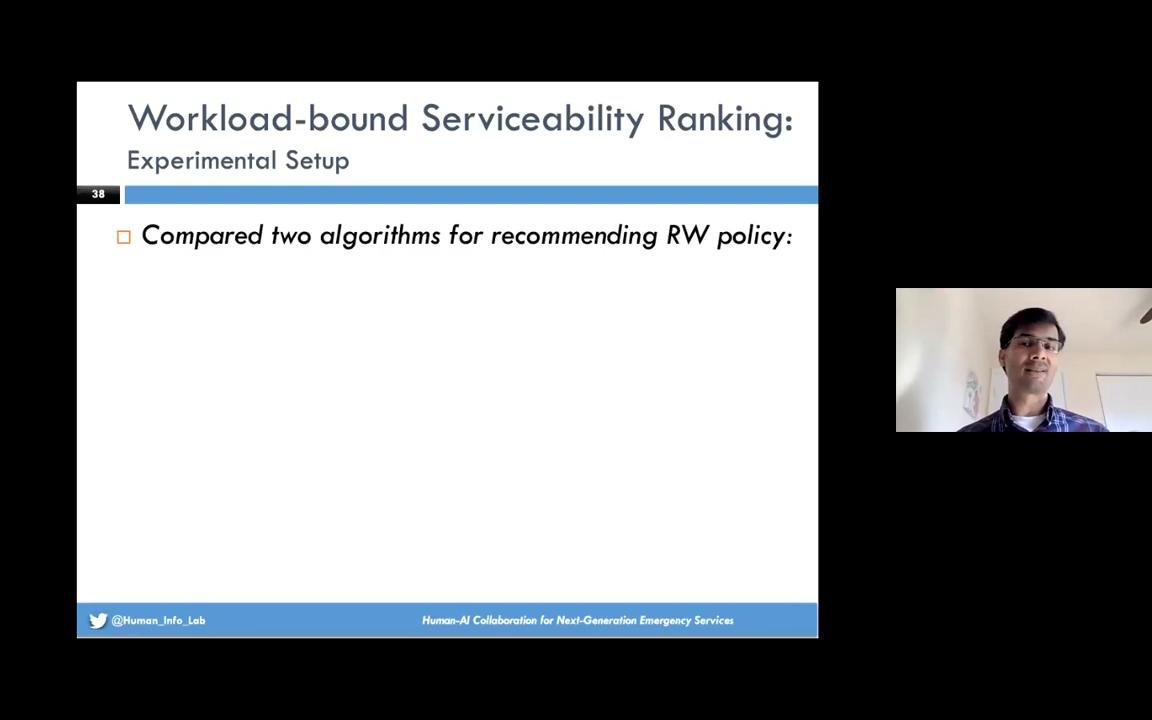 Workload-bound Serviceability Ranking:
Experimental Setup
38
Compared two algorithms for recommending RW policy:
@Human_Info_Lab
Human-AI Collaboration for Next-Generation Emergency Services